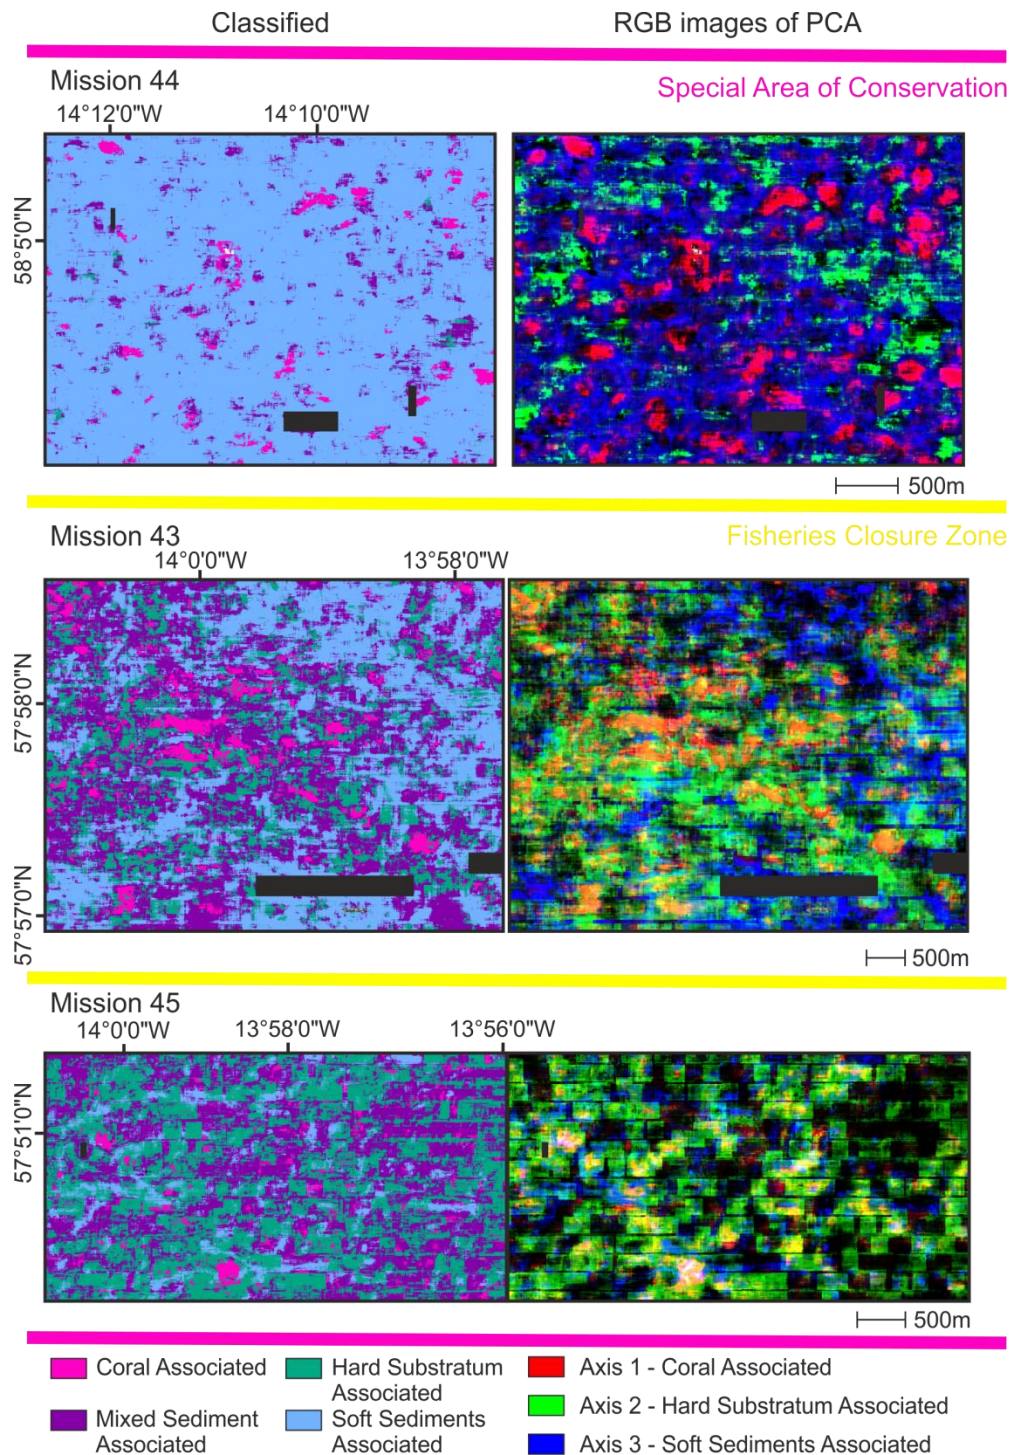 Classified
RGB images of PCA
Mission 44
Special Area of Conservation
14°12'0"W
14°10'0"W
58°5'0"N
500m
Mission 43
Fisheries Closure Zone
14°0'0"W
13°58'0"W
57°58'0"N
57°57'0"N
500m
Mission 45
14°00'0"W
13°58'0"W
13°56'0"W
57°51'0"N
500m
Coral Associated
Hard Substratum
Associated
Mixed Sediment
Associated
Soft Sediments
Associated
Axis 1 - Coral Associated
Axis 2 - Hard Substratum Associated
Axis 3 - Soft Sediments Associated